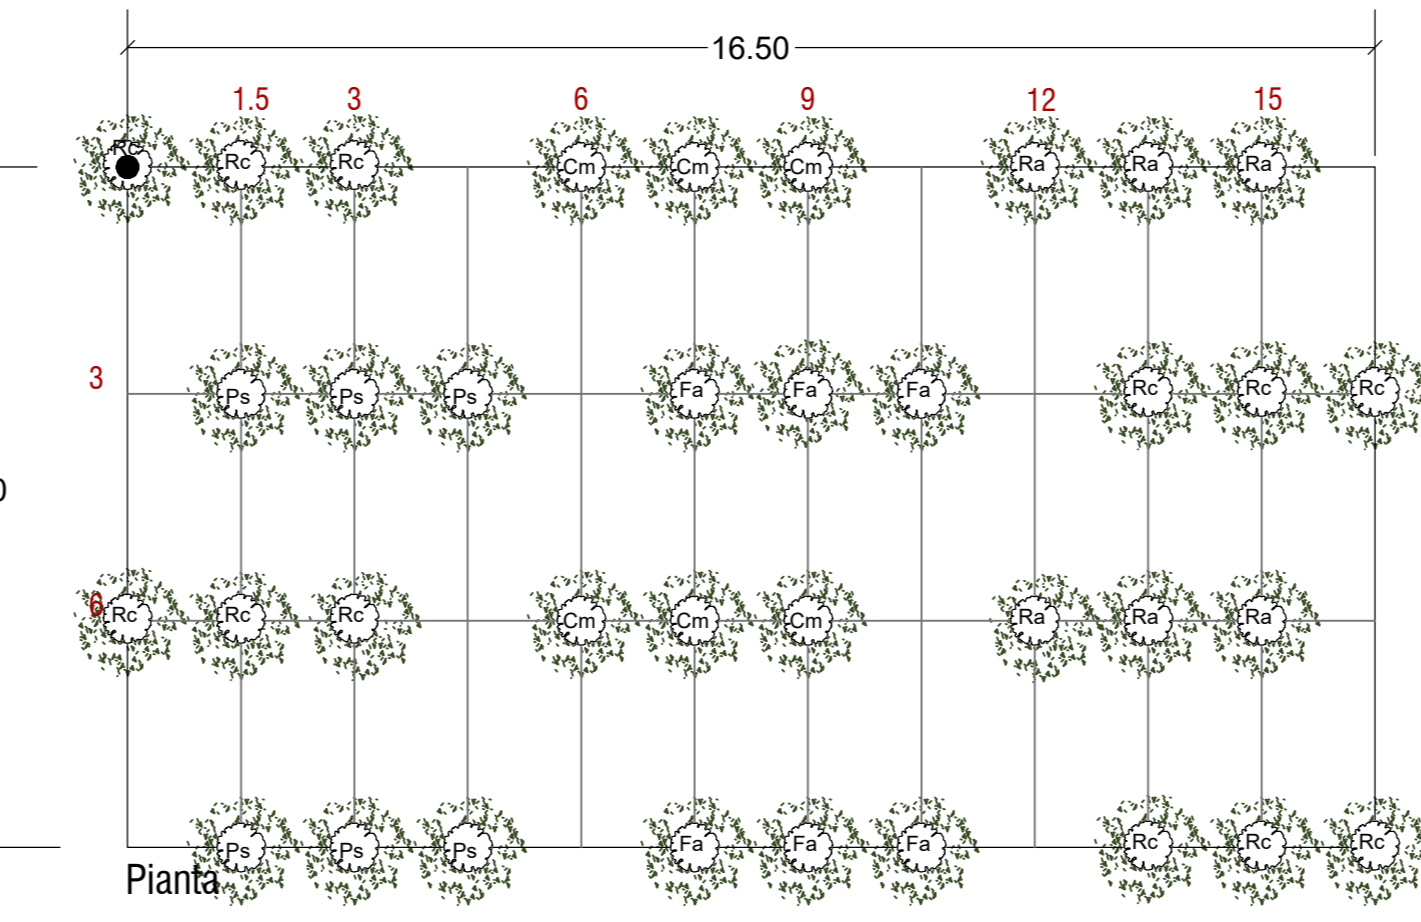 16.50
1.5 3 6 9 12 15
Rc Rc Rc Cm Cm Cm Ra Ra Ra
3
Ps Ps Ps Fa Fa Fa Rc Rc Rc
0
6
Rc Rc Rc Cm Cm Cm Ra Ra Ra
Ps Ps Ps Fa Fa Fa Rc Rc Rc
Pianta